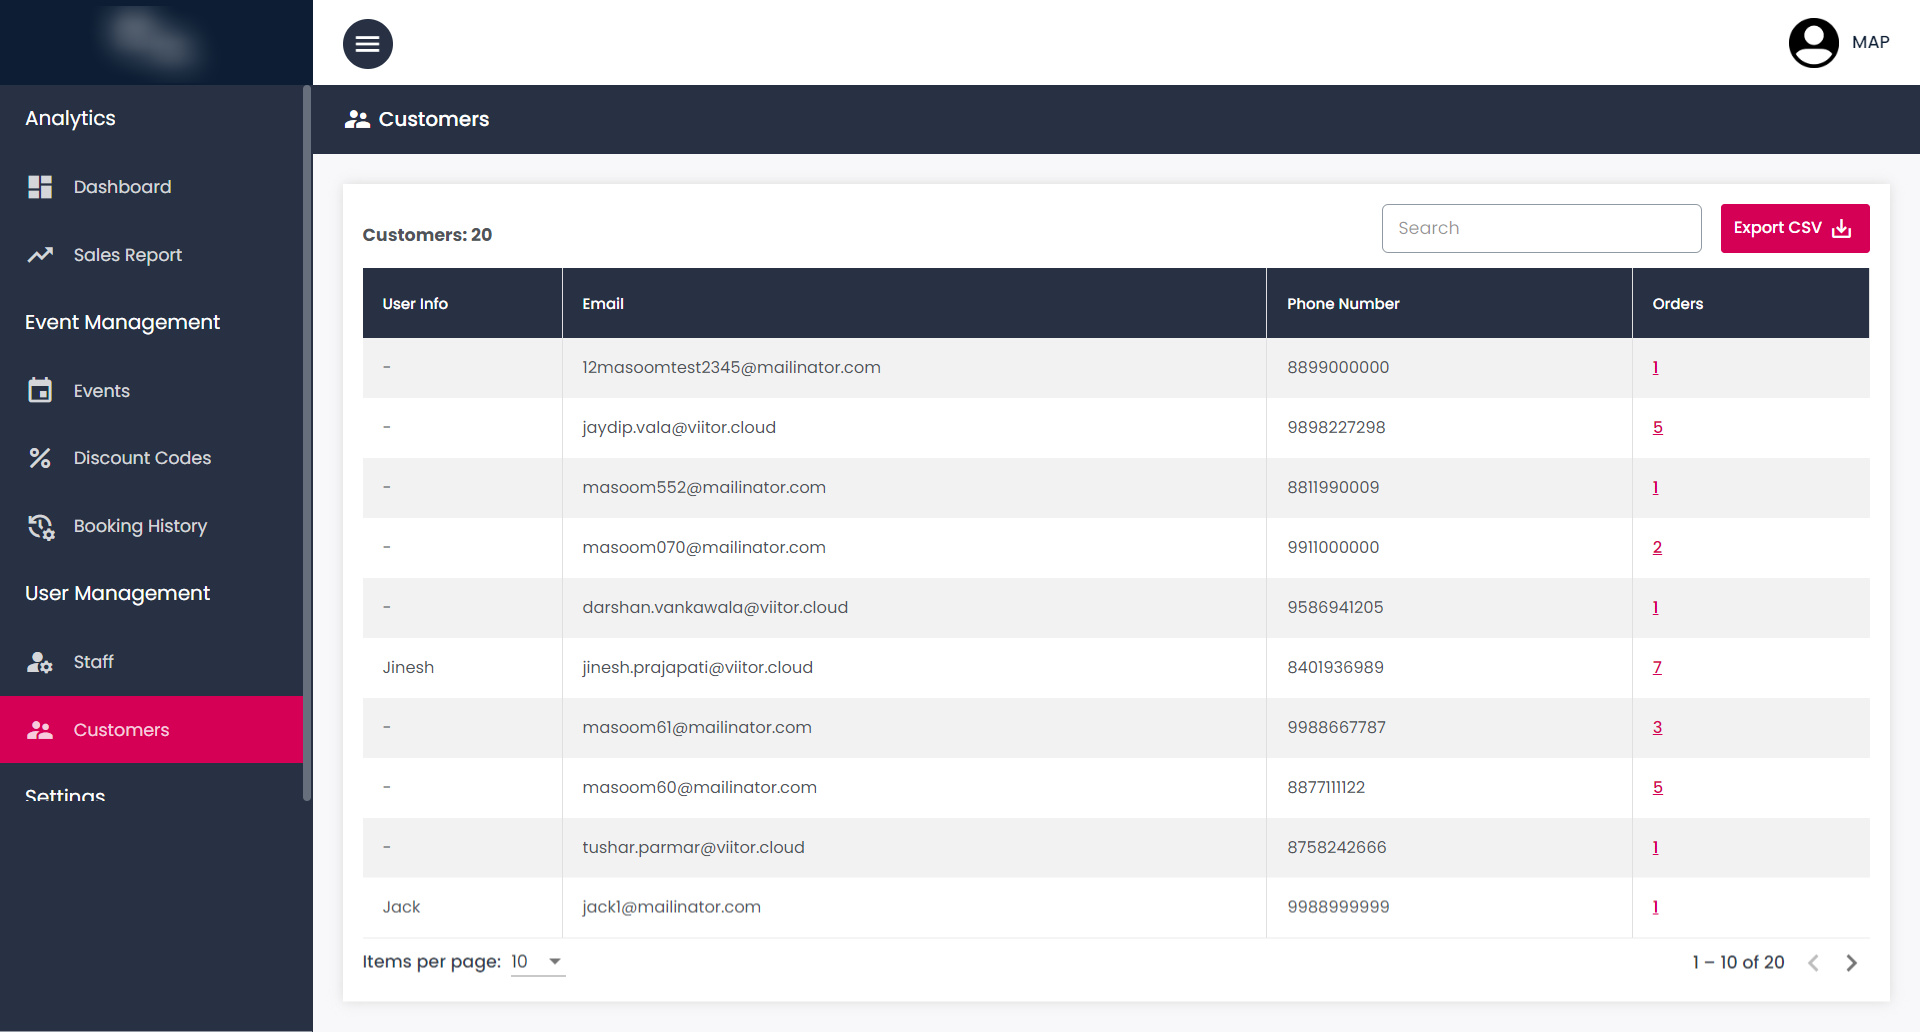 MAP
Analytics
Customers
Dashboard
Sales Report
Customers: 20
Search
Export CSV
User Info Email Phone Number Orders
Event Management
- 12masoomtest2345@mailinator.com 8899000000 1
Events
- jaydip.vala@viitor.cloud 9898227298 5
Discount Codes
- masoom552@mailinator.com 8811990009 1
Booking History
- masoom070@mailinator.com 9911000000 2
User Management
- darshan.vankawala@viitor.cloud 9586941205 1
Staff
Jinesh jinesh.prajapati@viitor.cloud 8401936989 7
Customers
- masoom61@mailinator.com 9988667787 3
Settings
- masoom60@mailinator.com 8877111122 5
- tushar.parmar@viitor.cloud 8758242666 1
Jack jack1@mailinator.com 9988999999 1
Items per page: 10 1 – 10 of 20